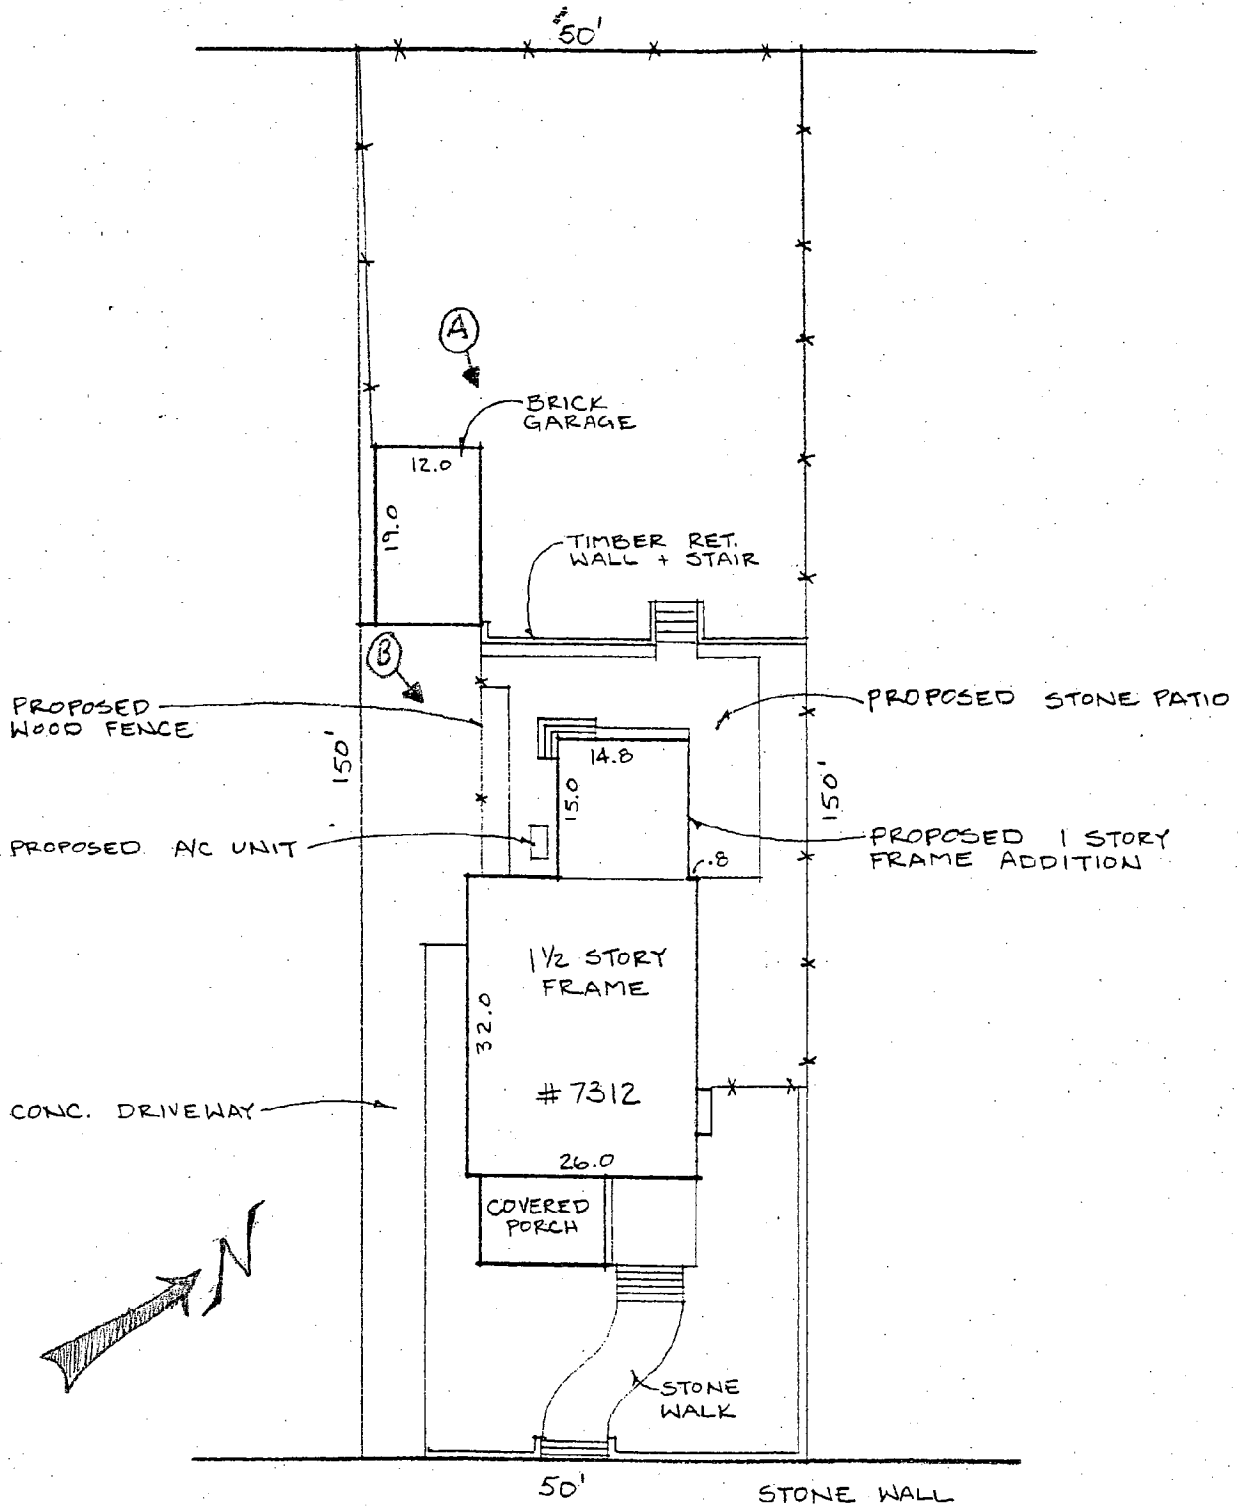 50'
A
BRICK
GARAGE
12.0
19.0
TIMBER RET.
WALL + STAIR
B
PROPOSED
WOOD FENCE
PROPOSED STONE PATIO
150'
14.8
15.0
150'
PROPOSED A/C UNIT
PROPOSED 1 STORY
FRAME ADDITION
.8
1 1/2 STORY
FRAME
32.0
# 7312
CONC. DRIVEWAY
26.0
COVERED
PORCH
N
STONE
WALK
50'
STONE WALL